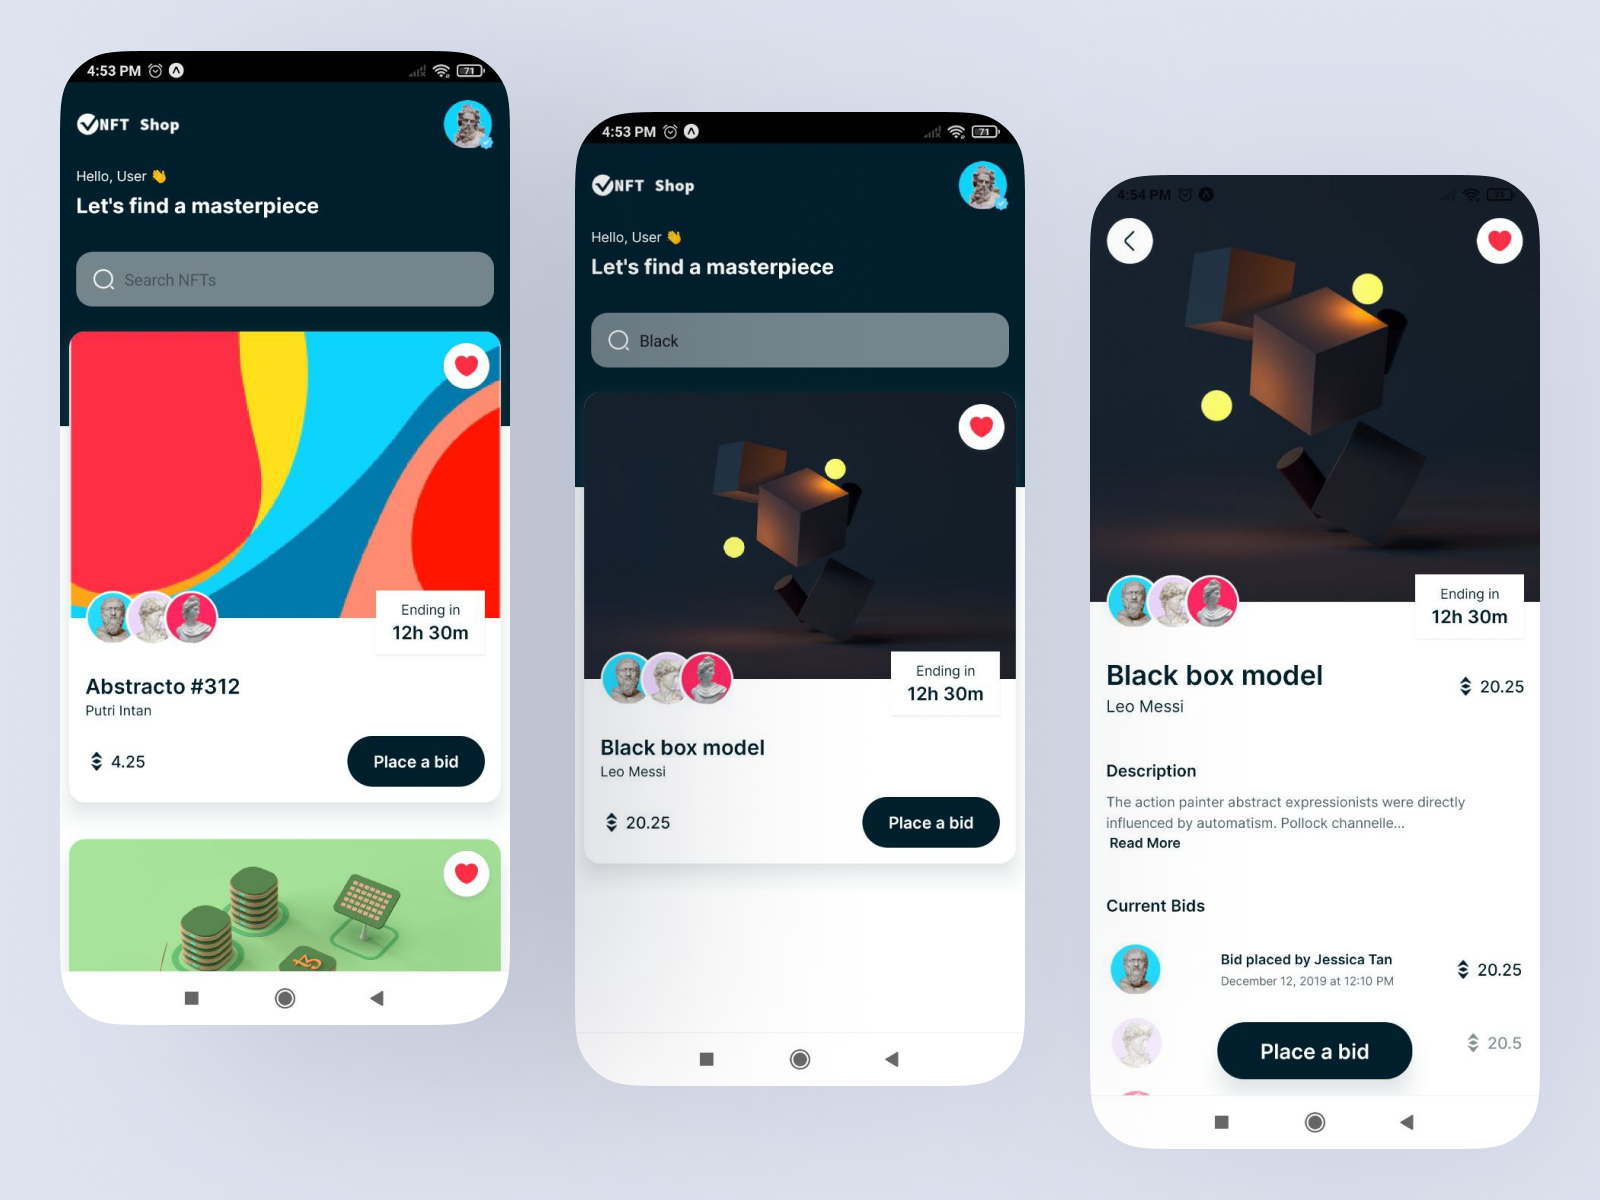 4:53 PM
71
NFT Shop
Hello, User 👋
Let's find a masterpiece
Search NFTs
Ending in
12h 30m
Abstracto #312
Putri Intan
4.25
Place a bid
4:53 PM
71
NFT Shop
Hello, User 👋
Let's find a masterpiece
Black
Ending in
12h 30m
Black box model
Leo Messi
20.25
Place a bid
4:54 PM
71
Ending in
12h 30m
Black box model
20.25
Leo Messi
Description
The action painter abstract expressionists were directly
influenced by automatism. Pollock channelle...
Read More
Current Bids
Bid placed by Jessica Tan
20.25
December 12, 2019 at 12:10 PM
20.5
Place a bid